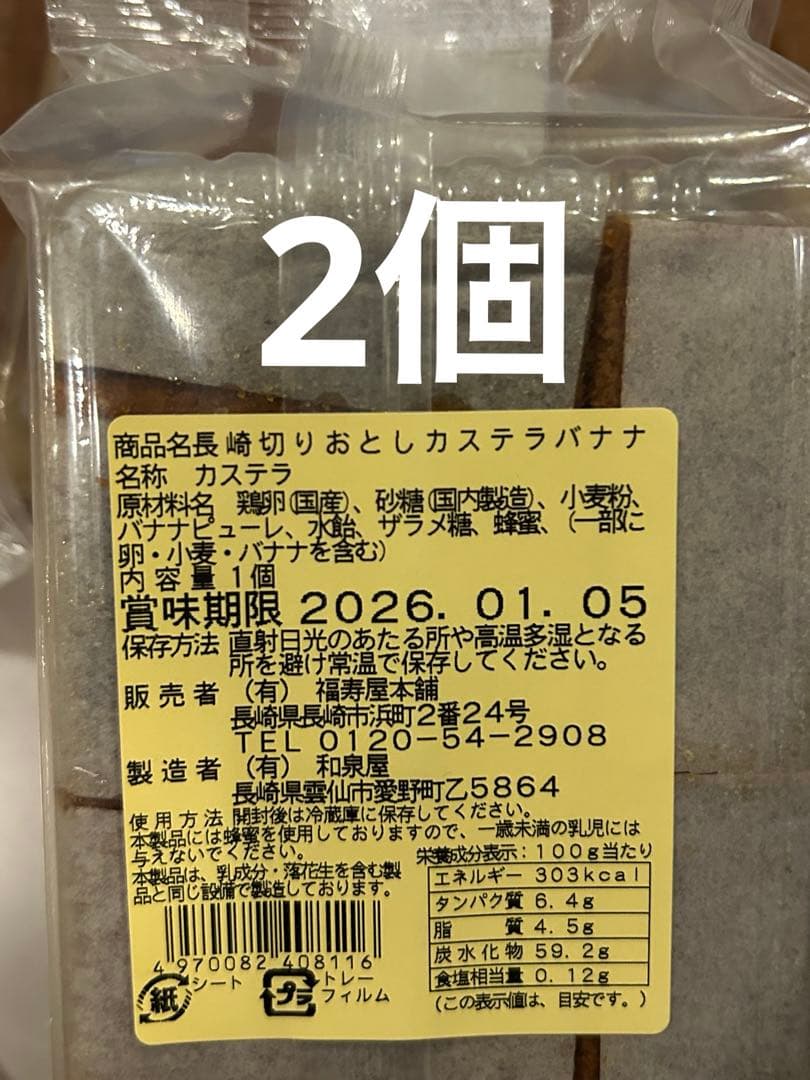 2個
商品名長崎切りおとしカステラバナナ
名称 カステラ
原材料名 鶏卵(国産)、砂糖(国内製造)、小麦粉、
バナナピューレ、水飴、ザラメ糖、蜂蜜、(一部に
卵・小麦・バナナを含む)
内容量 1個
賞味期限 2026.01.05
保存方法 直射日光のあたる所や高温多湿となる
所を避け常温で保存してください。
販売者 (有) 福寿屋本舗
長崎県長崎市浜町2番24号
TEL 0120-54-2908
製造者 (有) 和泉屋
長崎県雲仙市愛野町乙5864
使用方法 開封後は冷蔵庫に保存してください。
本製品には蜂蜜を使用しておりますので、一歳未満の乳児には
与えないでください。
本製品は、乳成分・落花生を含む製
品と同じ設備で製造しております。
4970082408116
紙 シート
プラ トレー
フィルム
栄養成分表示:100g当たり
エネルギー 303kcal
タンパク質 6.4g
脂質 4.5g
炭水化物 59.2g
食塩相当量 0.12g
(この表示値は、目安です。)